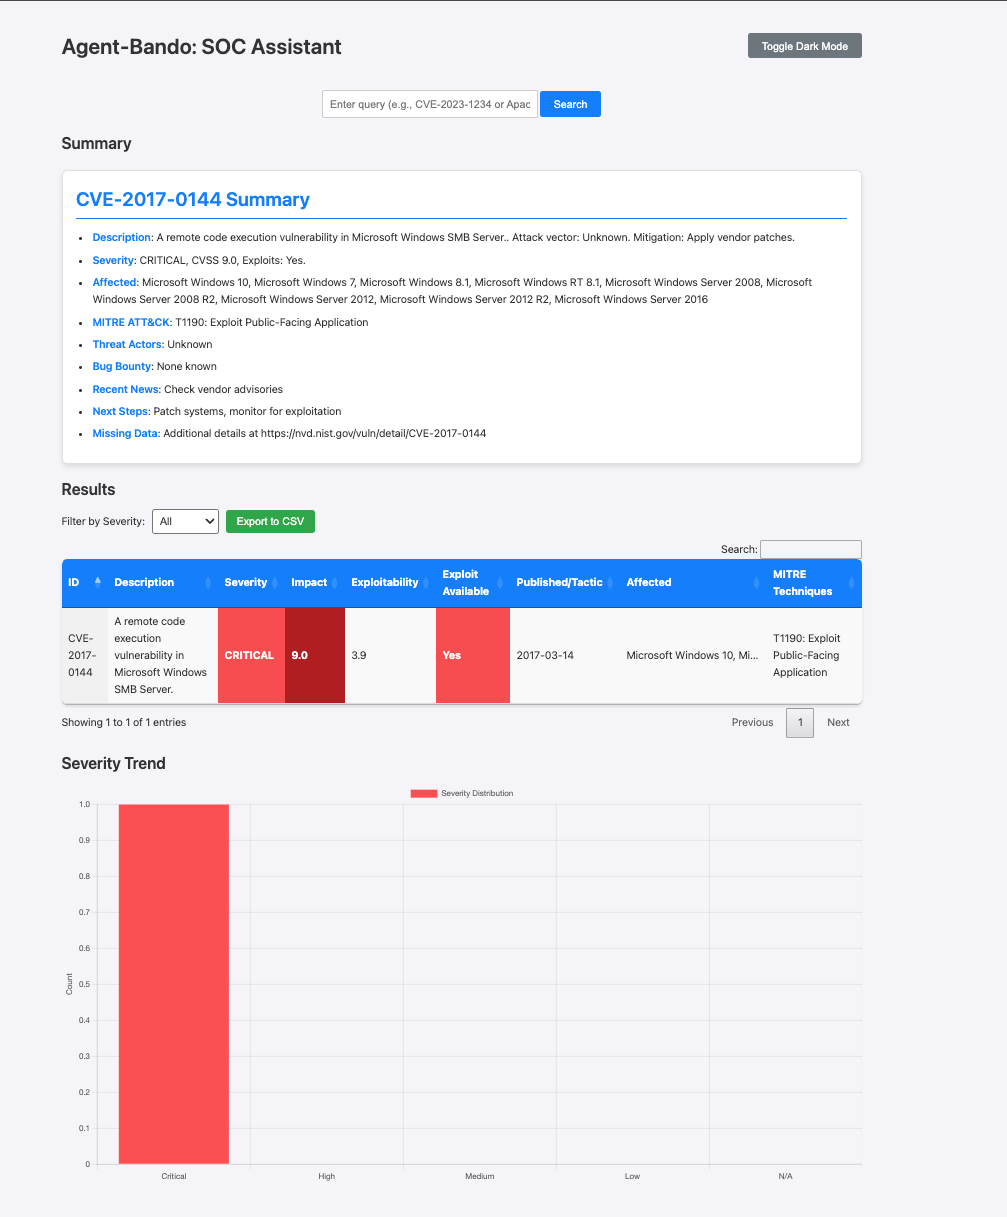 Agent-Bando: SOC Assistant
Toggle Dark Mode
Enter query (e.g., CVE-2023-1234 or Apac
Search
Summary
CVE-2017-0144 Summary
• Description: A remote code execution vulnerability in Microsoft Windows SMB Server.. Attack vector: Unknown. Mitigation: Apply vendor patches.
• Severity: CRITICAL, CVSS 9.0, Exploits: Yes.
• Affected: Microsoft Windows 10, Microsoft Windows 7, Microsoft Windows 8.1, Microsoft Windows RT 8.1, Microsoft Windows Server 2008, Microsoft
Windows Server 2008 R2, Microsoft Windows Server 2012, Microsoft Windows Server 2012 R2, Microsoft Windows Server 2016
• MITRE ATT&CK: T1190: Exploit Public-Facing Application
• Threat Actors: Unknown
• Bug Bounty: None known
• Recent News: Check vendor advisories
• Next Steps: Patch systems, monitor for exploitation
• Missing Data: Additional details at https://nvd.nist.gov/vuln/detail/CVE-2017-0144
Results
Filter by Severity: All Export to CSV
Search:
ID Description Severity Impact Exploitability Exploit Available Published/Tactic Affected MITRE Techniques
CVE-
2017-
0144
A remote code
execution
vulnerability in
Microsoft Windows
SMB Server.
CRITICAL
9.0
3.9
Yes
2017-03-14
Microsoft Windows 10, Mi...
T1190: Exploit
Public-Facing
Application
Showing 1 to 1 of 1 entries
Previous 1 Next
Severity Trend
Severity Distribution
1.0
0.9
0.8
0.7
0.6
0.5
0.4
0.3
0.2
0.1
0
Count
Critical High Medium Low N/A